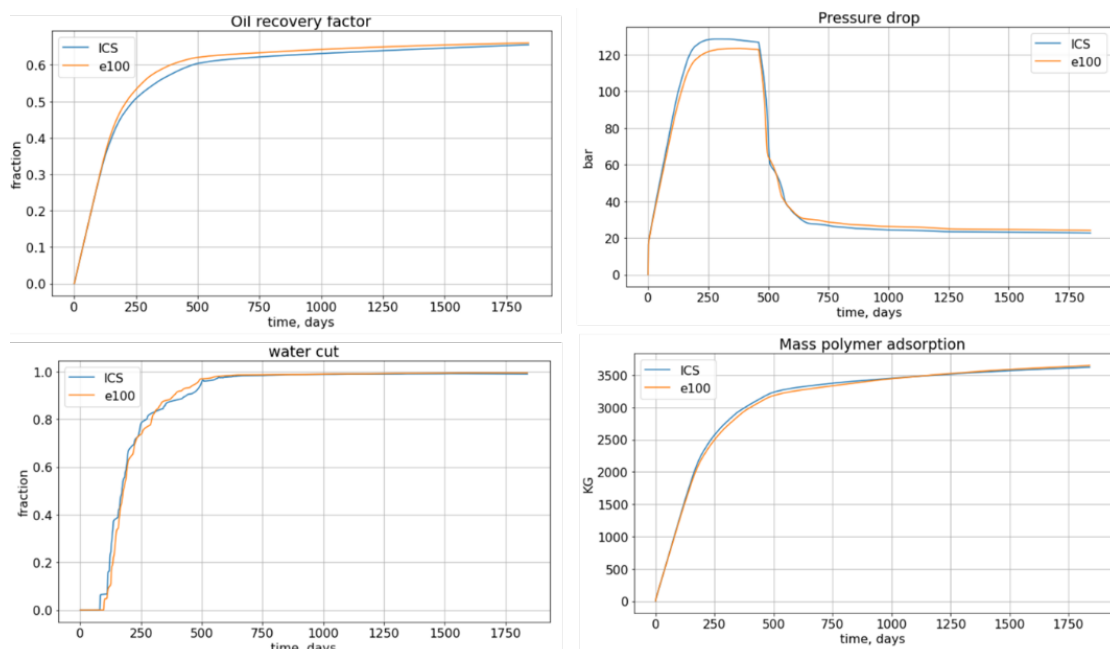 Oil recovery factor
ICS
e100
0.6
0.5
0.4
0.3
0.2
0.1
0.0
fraction
0 250 500 750 1000 1250 1500 1750
time, days
Pressure drop
ICS
e100
120
100
80
60
40
20
0
bar
0 250 500 750 1000 1250 1500 1750
time, days
water cut
ICS
e100
1.0
0.8
0.6
0.4
0.2
0.0
fraction
0 250 500 750 1000 1250 1500 1750
time, days
Mass polymer adsorption
ICS
e100
3500
3000
2500
2000
1500
1000
500
0
KG
0 250 500 750 1000 1250 1500 1750
time, days